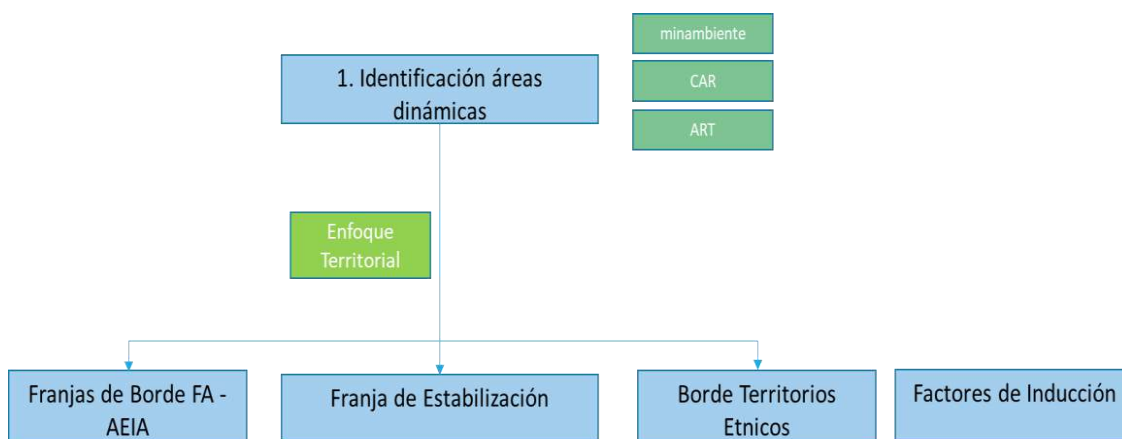 minambiente
1. Identificación áreas
dinámicas
CAR
ART
Enfoque
Territorial
Franjas de Borde FA -
AEIA
Franja de Estabilización
Borde Territorios
Etnicos
Factores de Inducción